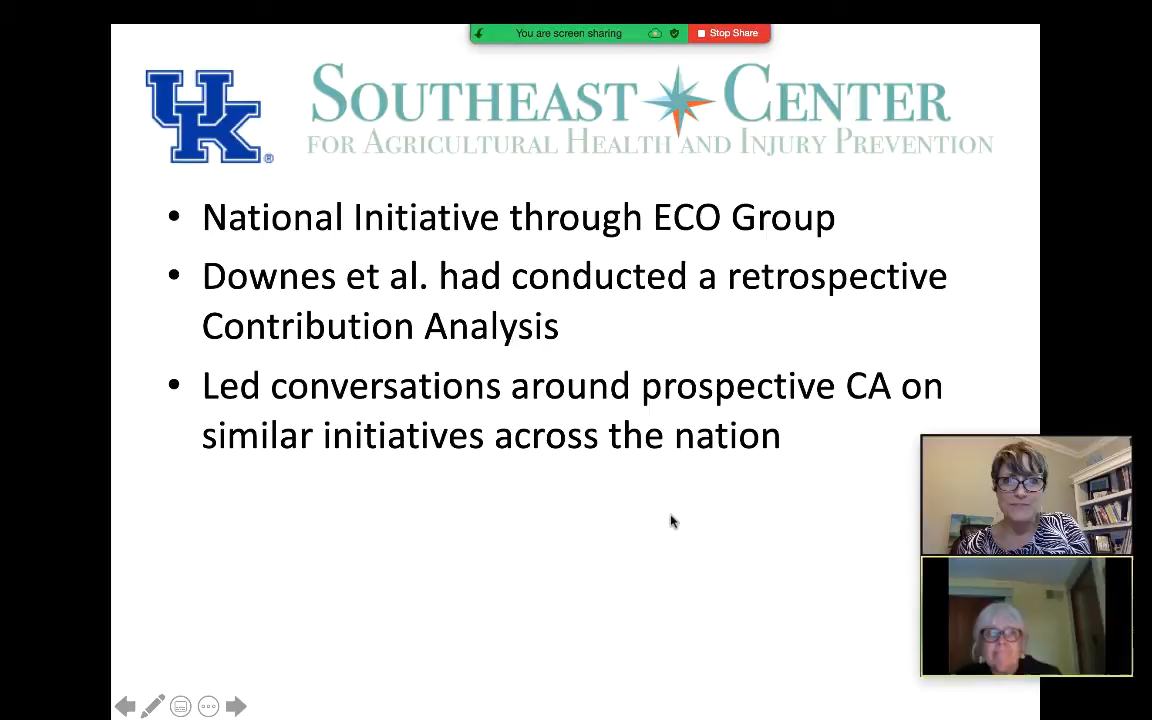 You are screen sharing
Stop Share
UK
SOUTHEAST CENTER
FOR AGRICULTURAL HEALTH AND INJURY PREVENTION
• National Initiative through ECO Group
• Downes et al. had conducted a retrospective
Contribution Analysis
• Led conversations around prospective CA on
similar initiatives across the nation